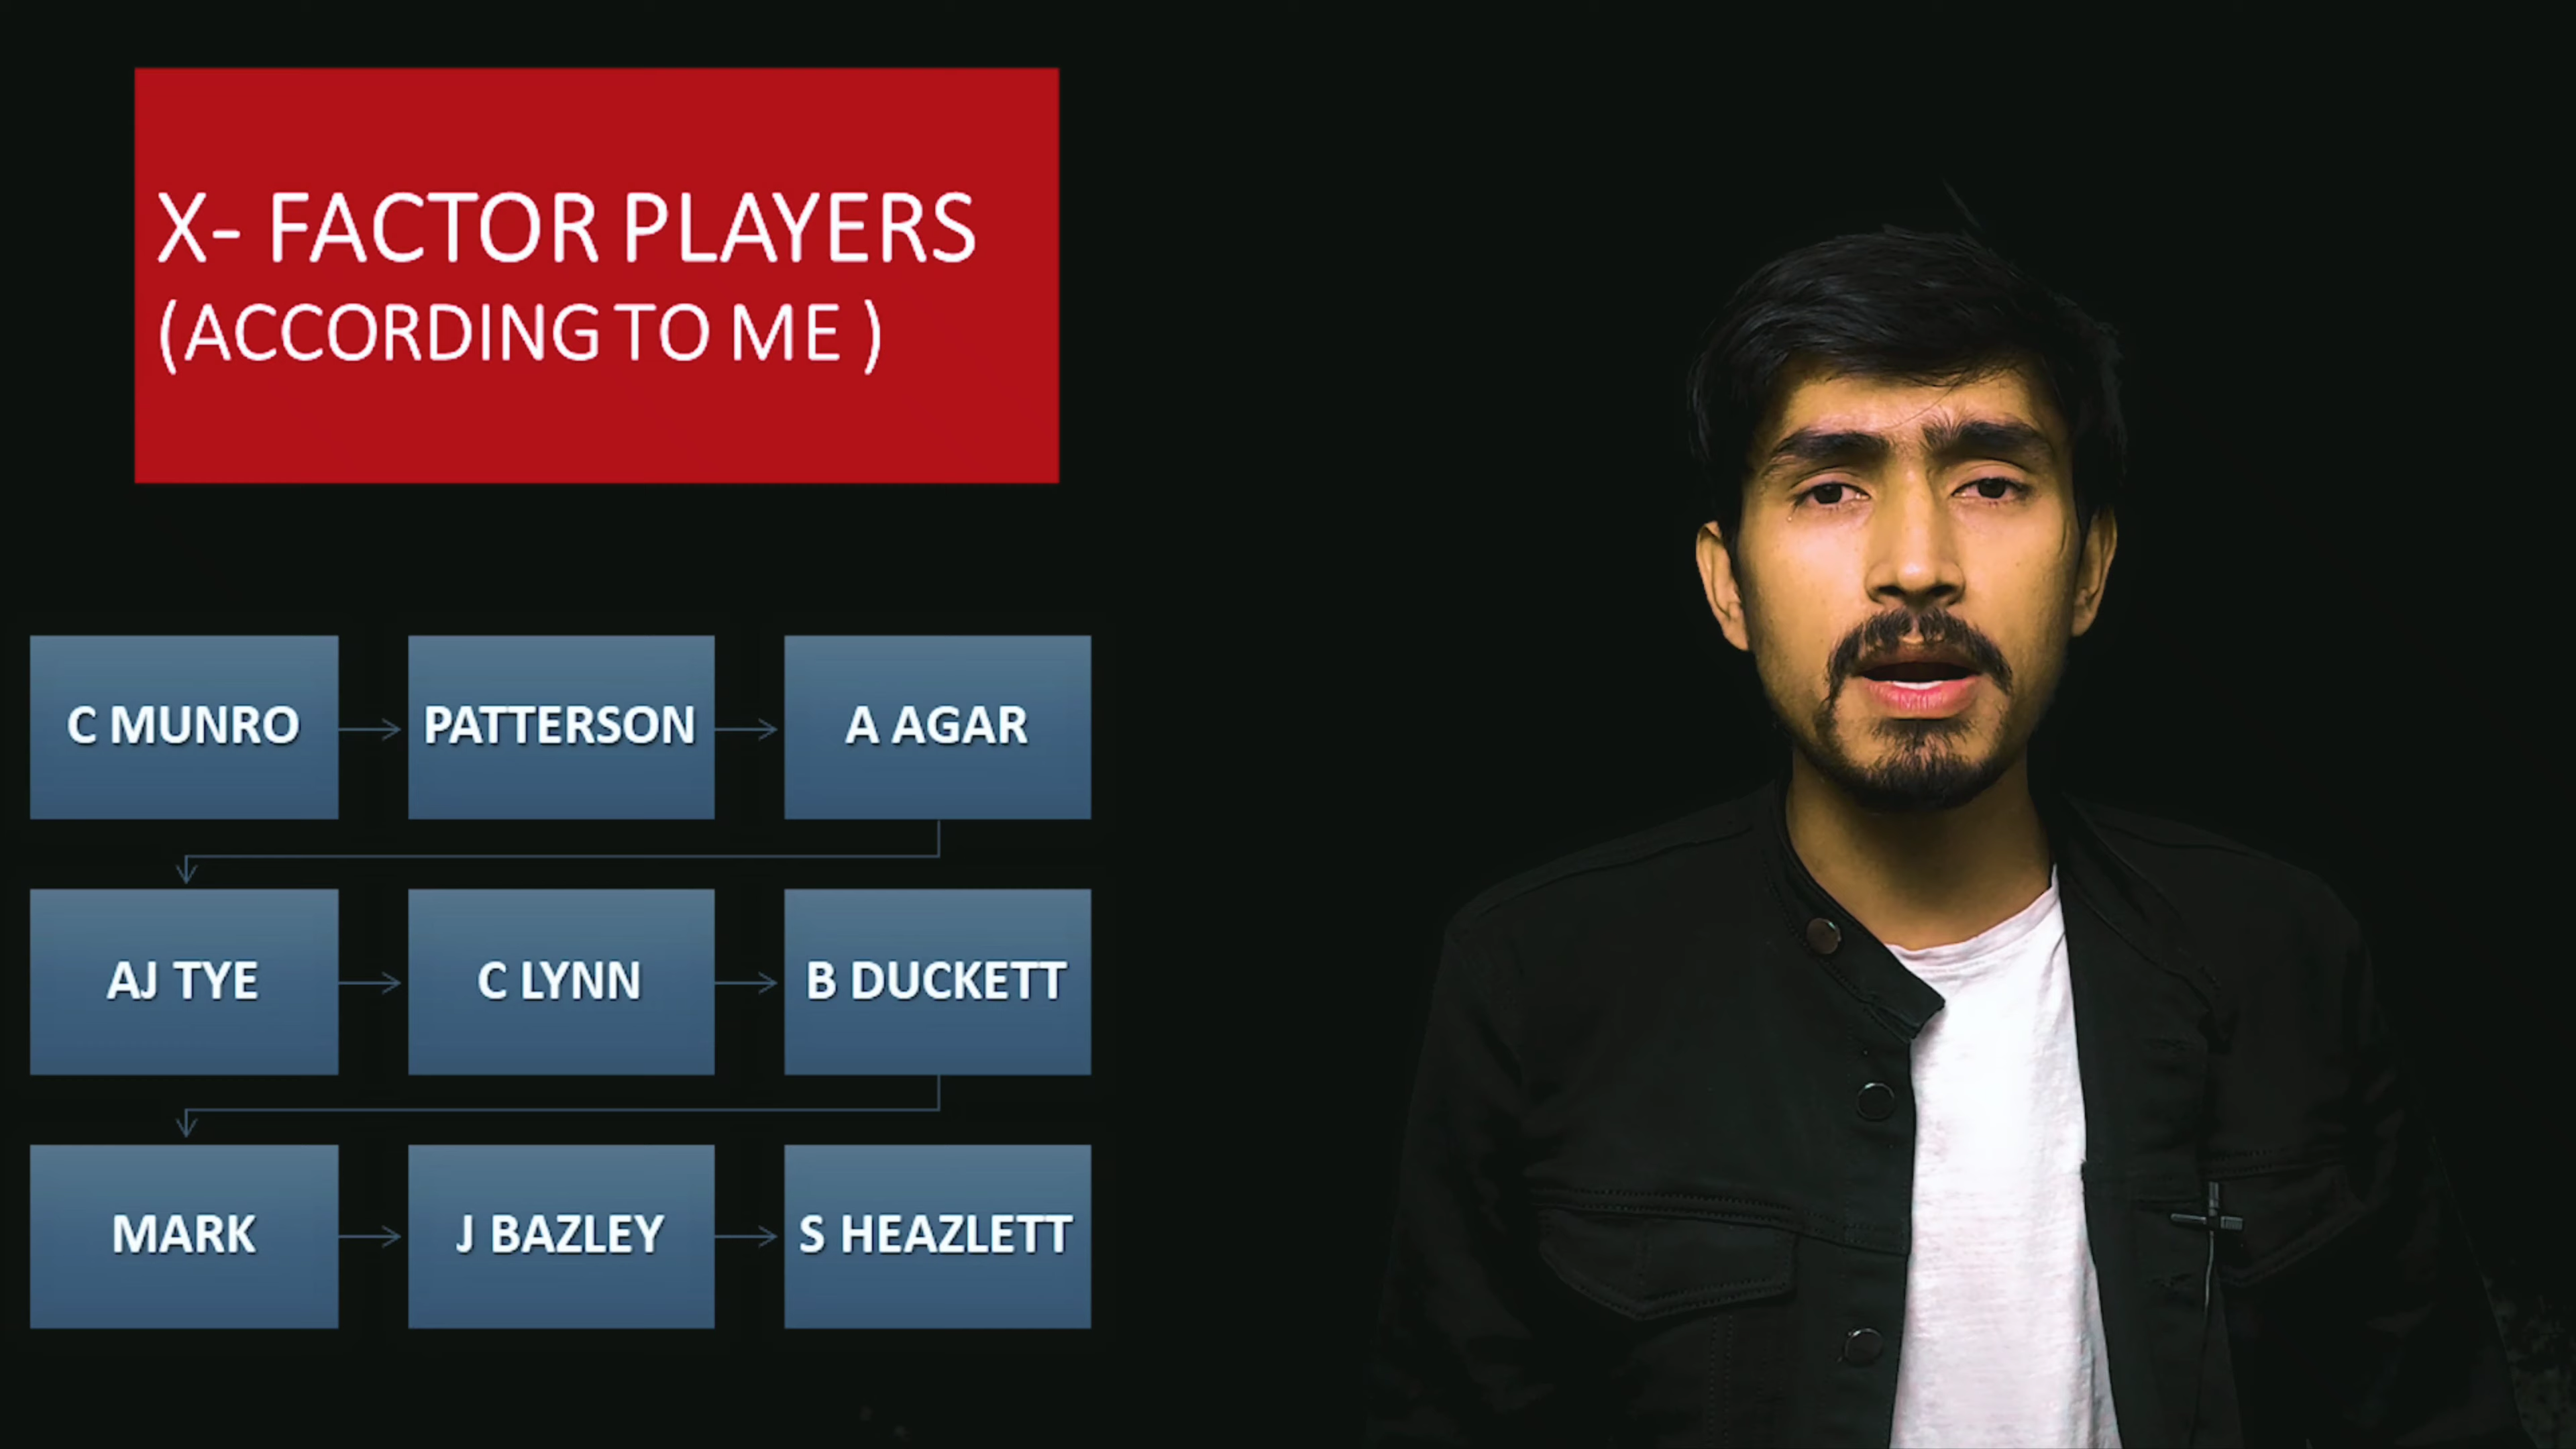 X- FACTOR PLAYERS
(ACCORDING TO ME )
C MUNRO
PATTERSON
A AGAR
AJ TYE
C LYNN
B DUCKETT
MARK
J BAZLEY
S HEAZLETT